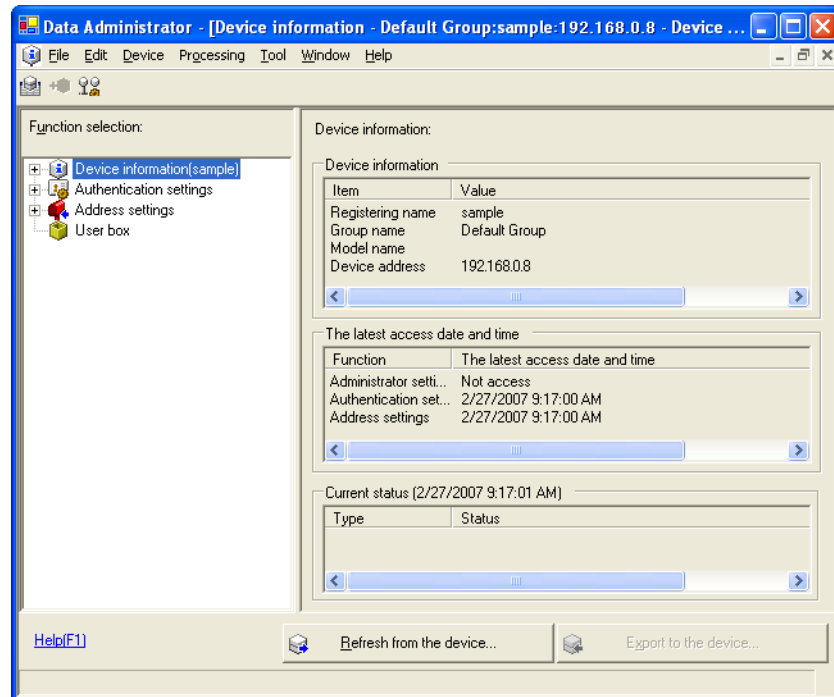 Data Administrator - [Device information - Default Group:sample:192.168.0.8 - Device ...
File Edit Device Processing Tool Window Help
Function selection:
Device information(sample)
Authentication settings
Address settings
User box
Device information:
Device information
Item Value
Registering name sample
Group name Default Group
Model name
Device address 192.168.0.8
The latest access date and time
Function The latest access date and time
Administrator setti... Not access
Authentication set... 2/27/2007 9:17:00 AM
Address settings 2/27/2007 9:17:00 AM
Current status (2/27/2007 9:17:01 AM)
Type Status
Help(F1)
Refresh from the device...
Export to the device...